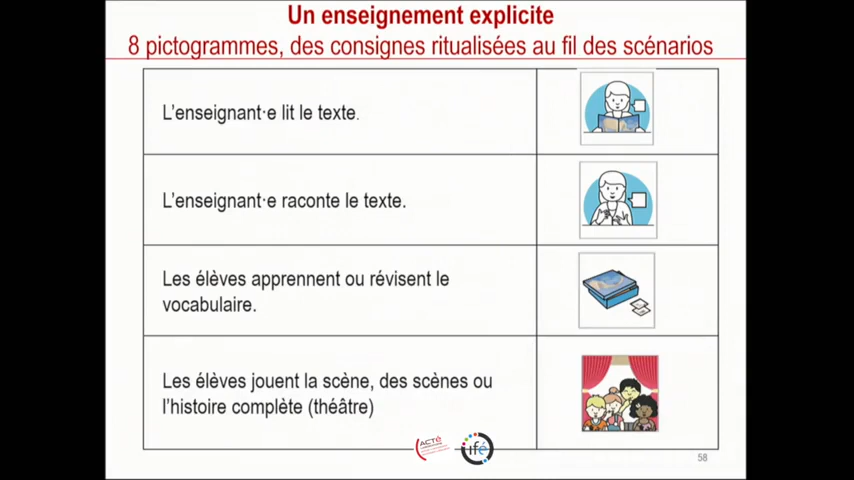 Un enseignement explicite
8 pictogrammes, des consignes ritualisées au fil des scénarios
L'enseignant·e lit le texte.
L'enseignant·e raconte le texte.
Les élèves apprennent ou révisent le
vocabulaire.
Les élèves jouent la scène, des scènes ou
l'histoire complète (théâtre)
ACTé
ifé
58